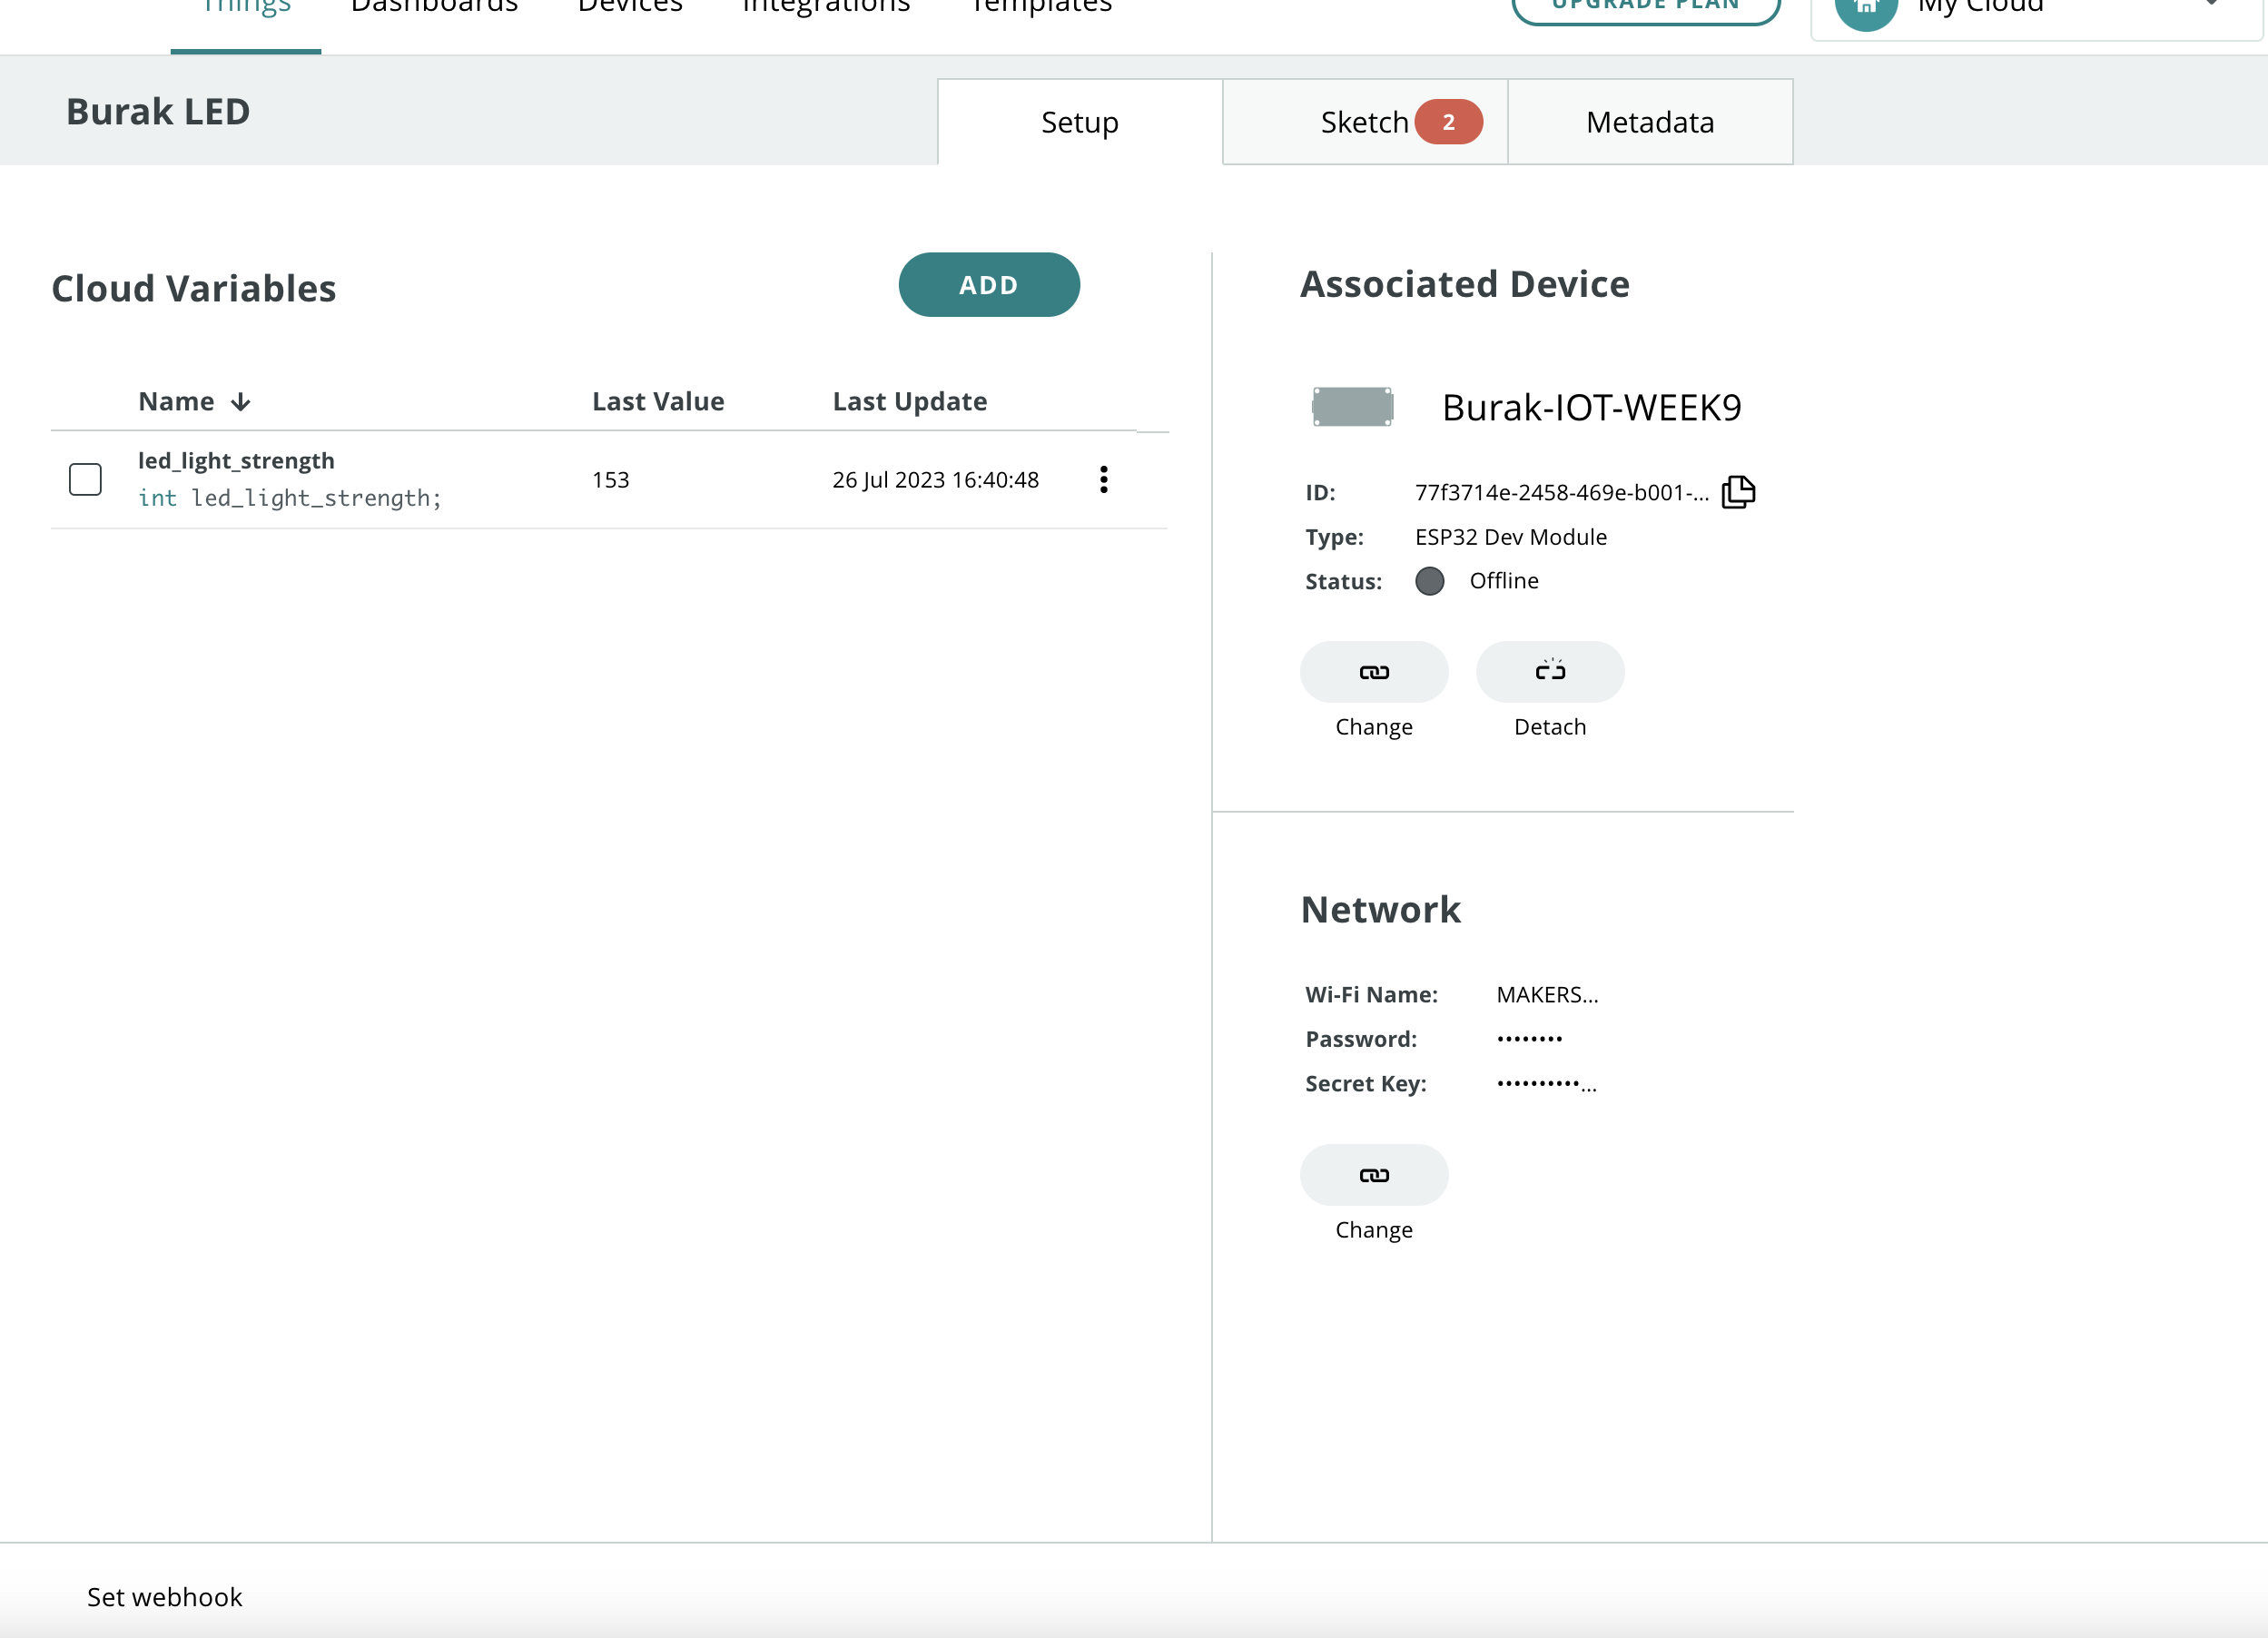 Things Dashboards Devices Integrations Templates UPGRADE PLAN My Cloud
Burak LED Setup Sketch 2 Metadata
Cloud Variables
ADD
Name Last Value Last Update
led_light_strength
int led_light_strength;
153
26 Jul 2023 16:40:48
Associated Device
Burak-IOT-WEEK9
ID: 77f3714e-2458-469e-b001-...
Type: ESP32 Dev Module
Status: Offline
Change Detach
Network
Wi-Fi Name: MAKERS...
Password: ••••••••
Secret Key: ••••••••••...
Change
Set webhook